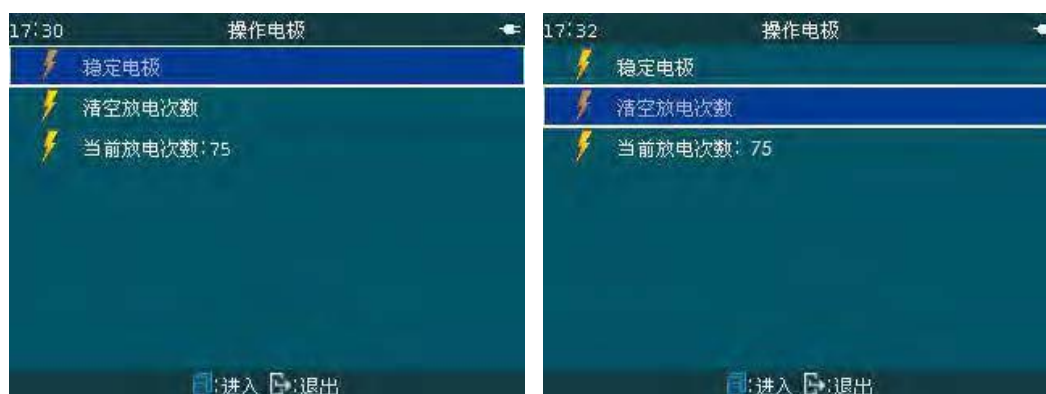 17:30 操作电极
稳定电极
清空放电次数
当前放电次数:75
:进入 :退出
17:32 操作电极
稳定电极
清空放电次数
当前放电次数: 75
:进入 :退出